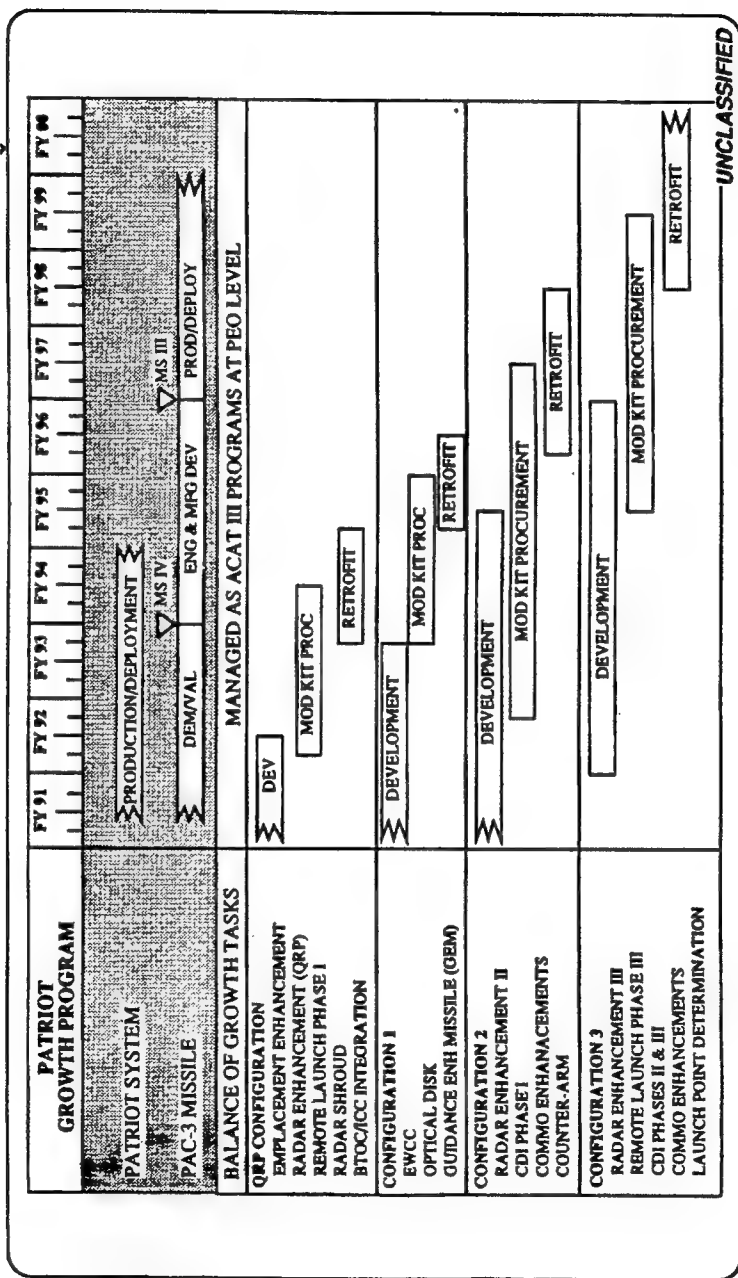 PATRIOT
GROWTH PROGRAM
FY 91 FY 92 FY 93 FY 94 FY 95 FY 96 FY 97 FY 98 FY 99 FY 00
PATRIOT SYSTEM
PRODUCTION/DEPLOYMENT
MS IV MS III
PAC-3 MISSILE
DEM/VAL ENG & MFG DEV PROD/DEPLOY
BALANCE OF GROWTH TASKS
MANAGED AS ACAT III PROGRAMS AT PEO LEVEL
QRP CONFIGURATION
EMPLACEMENT ENHANCEMENT
RADAR ENHANCEMENT (QRP)
REMOTE LAUNCH PHASE I
RADAR SHROUD
BTOC/ICC INTEGRATION
DEV
MOD KIT PROC
RETROFIT
CONFIGURATION 1
EWCC
OPTICAL DISK
GUIDANCE ENH MISSILE (GEM)
DEVELOPMENT
MOD KIT PROC
RETROFIT
CONFIGURATION 2
RADAR ENHANCEMENT II
CDI PHASE I
COMMO ENHANACEMENTS
COUNTER-ARM
DEVELOPMENT
MOD KIT PROCUREMENT
RETROFIT
CONFIGURATION 3
RADAR ENHANCEMENT III
REMOTE LAUNCH PHASE III
CDI PHASES II & III
COMMO ENHANCEMENTS
LAUNCH POINT DETERMINATION
DEVELOPMENT
MOD KIT PROCUREMENT
RETROFIT
UNCLASSIFIED